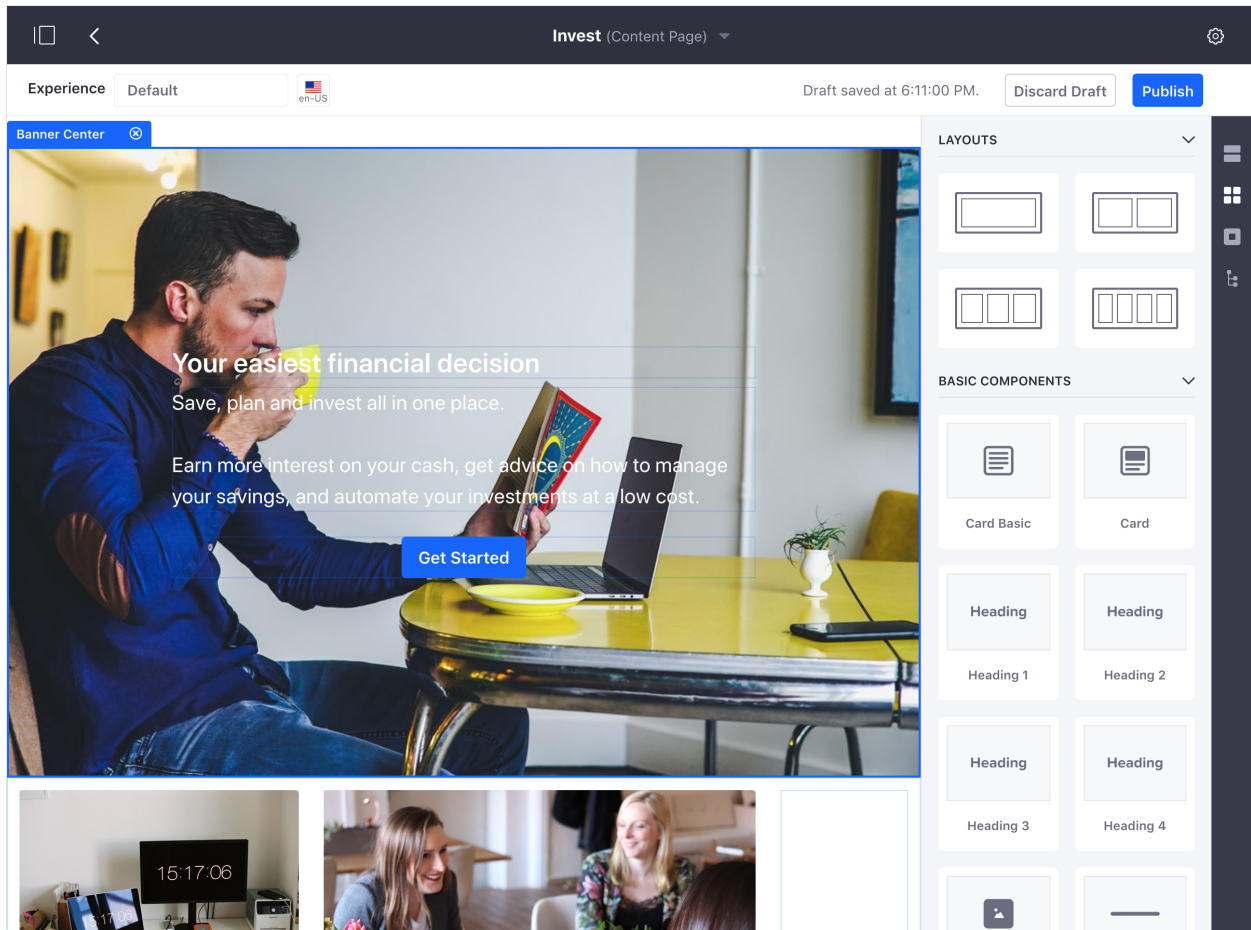 Invest (Content Page)
Experience
Default
en-US
Draft saved at 6:11:00 PM.
Discard Draft
Publish
Banner Center
Your easiest financial decision
Save, plan and invest all in one place.
Earn more interest on your cash, get advice on how to manage
your savings, and automate your investments at a low cost.
Get Started
15:17:06
15:17:06
LAYOUTS
BASIC COMPONENTS
Card Basic
Card
Heading
Heading
Heading 1
Heading 2
Heading
Heading
Heading 3
Heading 4